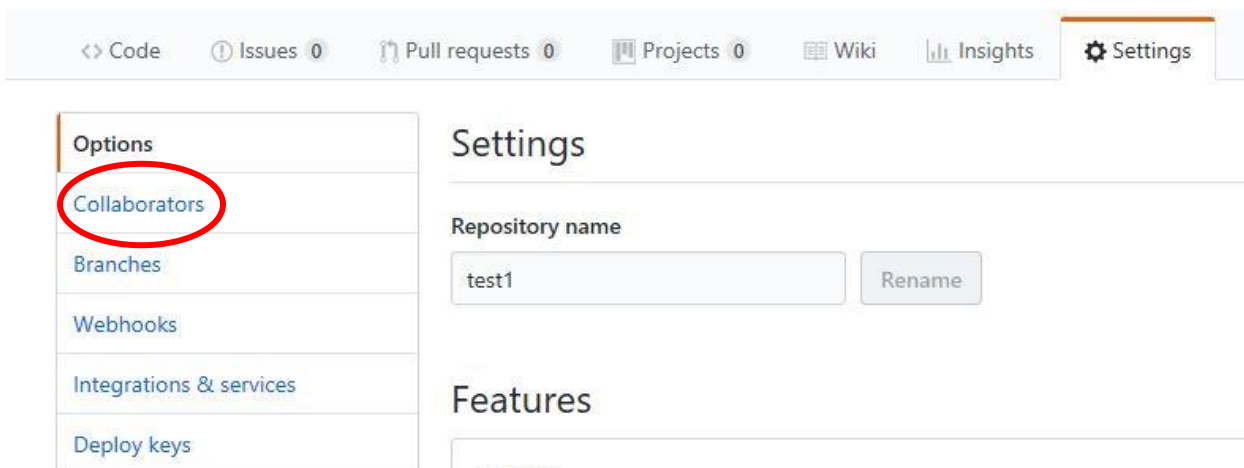 Code Issues 0 Pull requests 0 Projects 0 Wiki Insights Settings
Options
Collaborators
Branches
Webhooks
Integrations & services
Deploy keys
Settings
Repository name
test1 Rename
Features